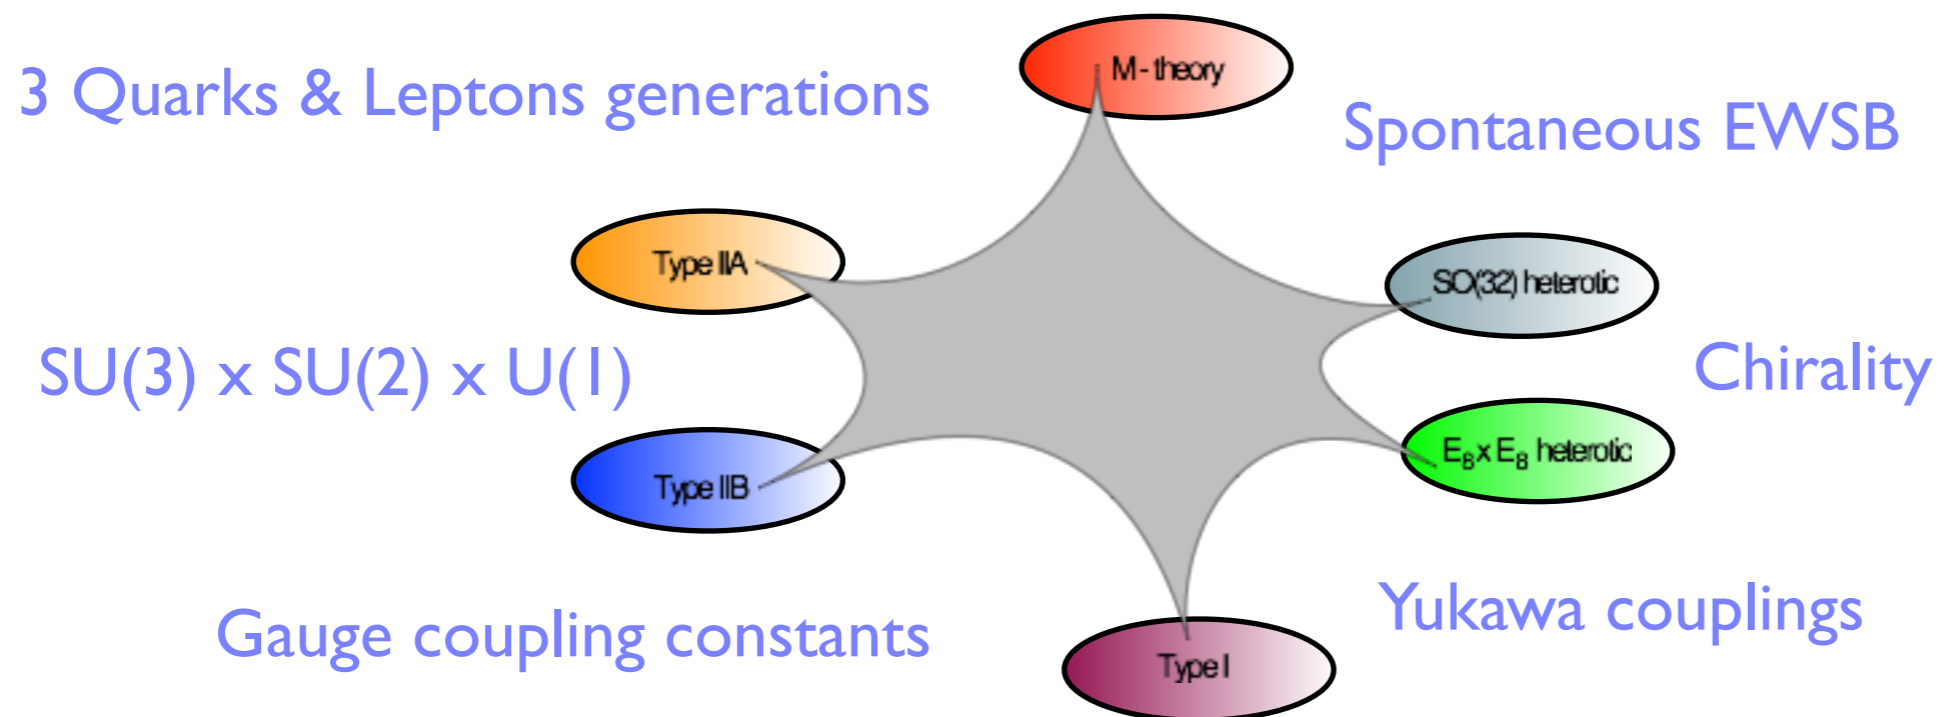 M-theory
3 Quarks & Leptons generations
Spontaneous EWSB
Type IIA
SO(32) heterotic
SU(3) x SU(2) x U(1)
Chirality
E₈x E₈ heterotic
Type IIB
Yukawa couplings
Gauge coupling constants
Type I